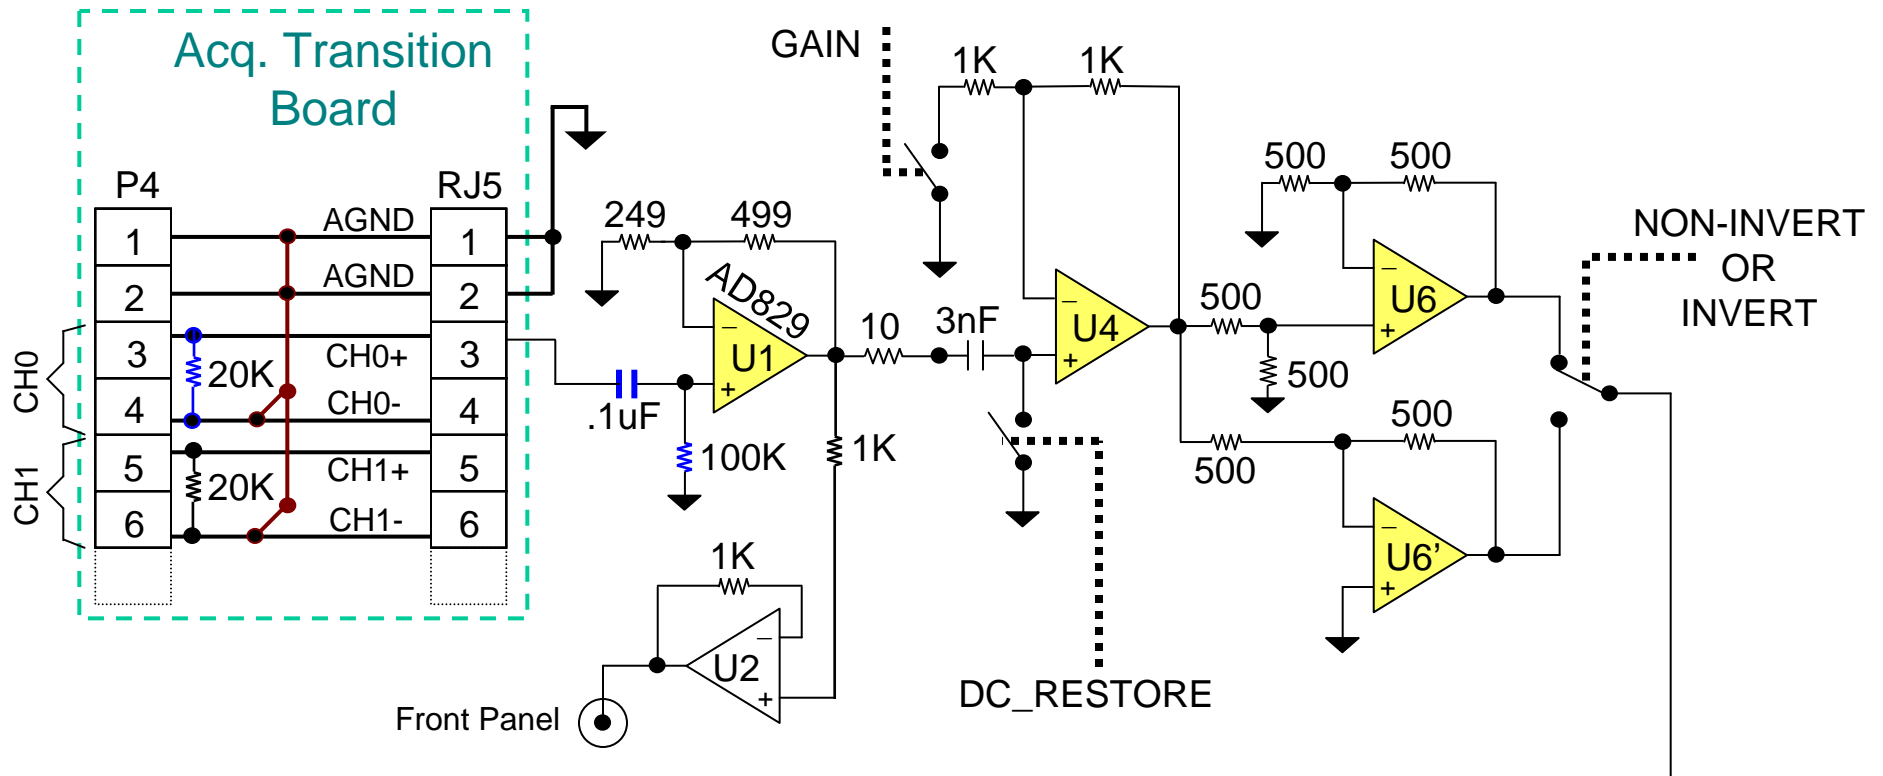 Acq. Transition
Board
P4
RJ5
1
AGND
1
2
AGND
2
3
CH0+
3
20K
4
CH0-
4
5
CH1+
5
20K
6
CH1-
6
CH0
CH1
249
499
AD829
U1
−
+
.1uF
100K
10
3nF
1K
1K
U2
−
+
Front Panel
GAIN
1K
1K
U4
−
+
DC_RESTORE
500
500
500
500
U6
−
+
500
500
U6’
−
+
NON-INVERT
OR
INVERT